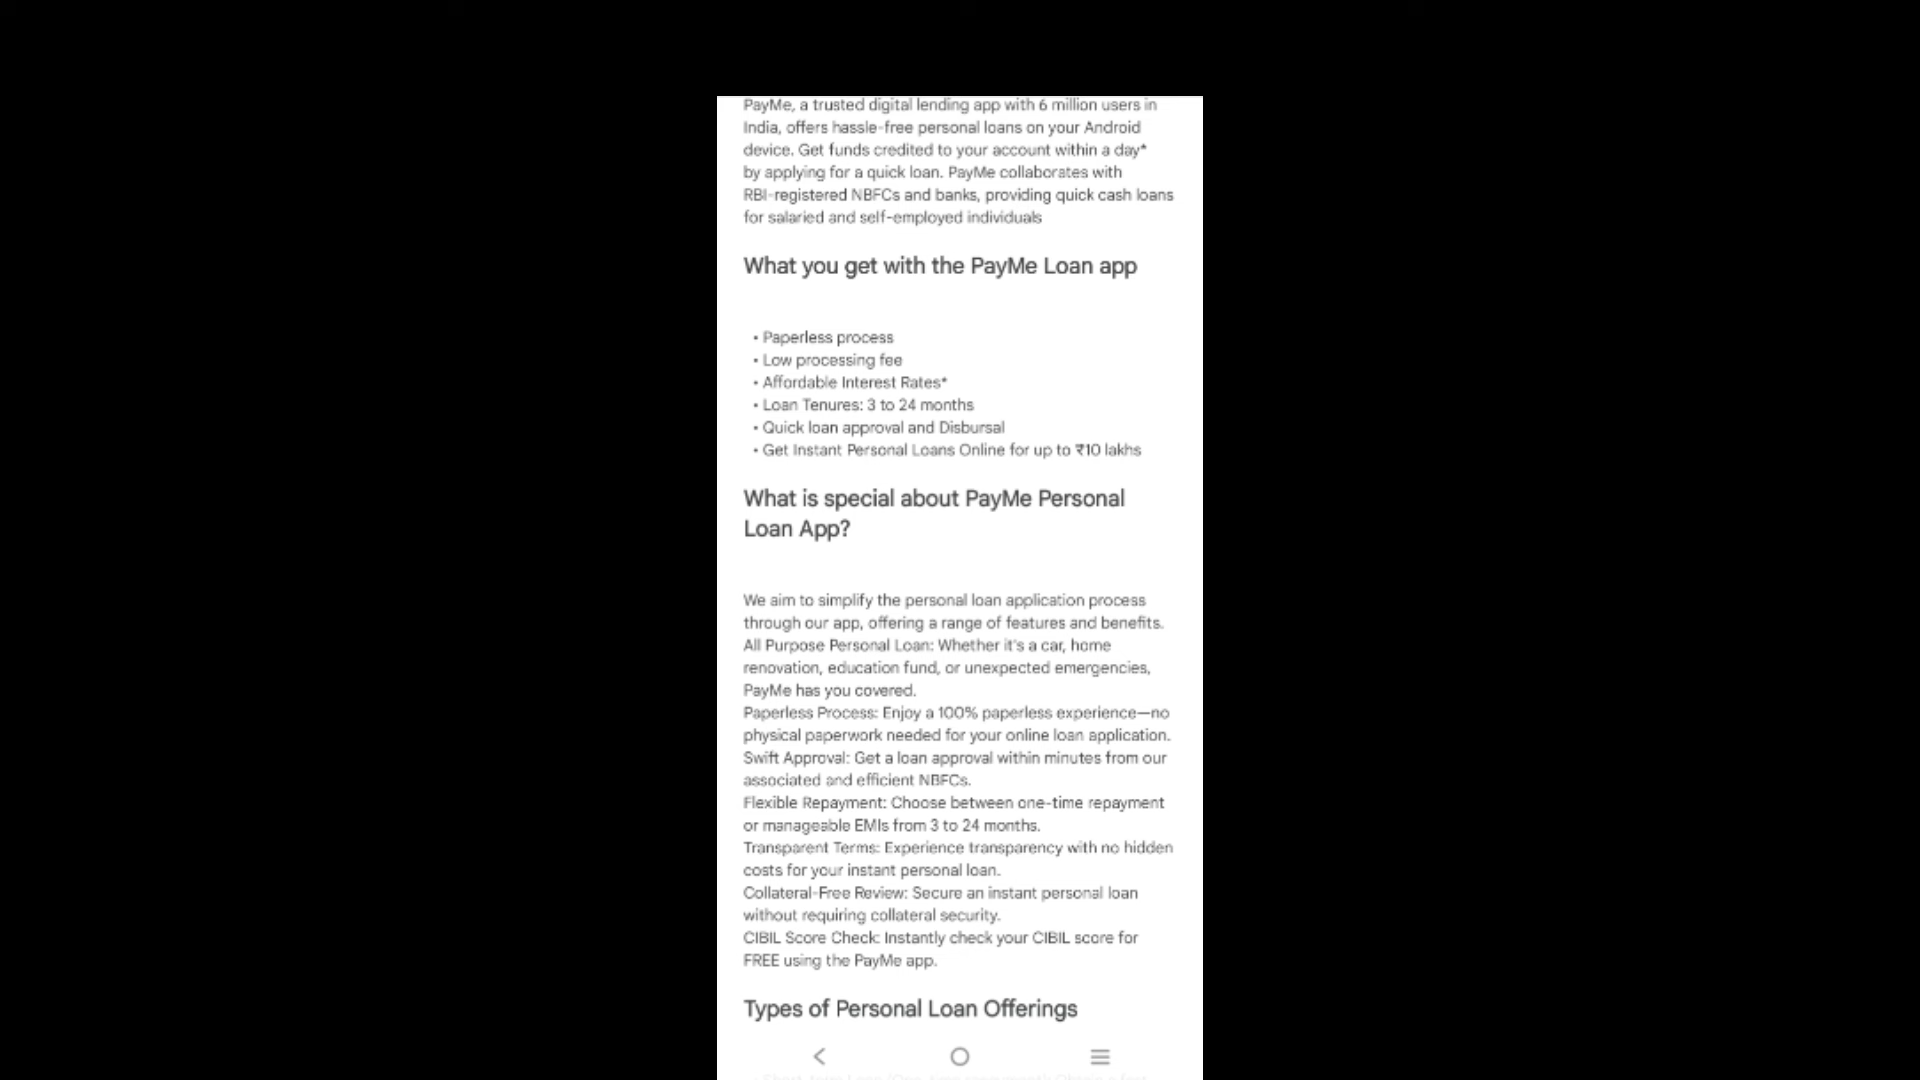 PayMe, a trusted digital lending app with 6 million users in
India, offers hassle-free personal loans on your Android
device. Get funds credited to your account within a day*
by applying for a quick loan. PayMe collaborates with
RBI-registered NBFCs and banks, providing quick cash loans
for salaried and self-employed individuals
What you get with the PayMe Loan app
• Paperless process
• Low processing fee
• Affordable Interest Rates*
• Loan Tenures: 3 to 24 months
• Quick loan approval and Disbursal
• Get Instant Personal Loans Online for up to ₹10 lakhs
What is special about PayMe Personal
Loan App?
We aim to simplify the personal loan application process
through our app, offering a range of features and benefits.
All Purpose Personal Loan: Whether it's a car, home
renovation, education fund, or unexpected emergencies,
PayMe has you covered.
Paperless Process: Enjoy a 100% paperless experience—no
physical paperwork needed for your online loan application.
Swift Approval: Get a loan approval within minutes from our
associated and efficient NBFCs.
Flexible Repayment: Choose between one-time repayment
or manageable EMIs from 3 to 24 months.
Transparent Terms: Experience transparency with no hidden
costs for your instant personal loan.
Collateral-Free Review: Secure an instant personal loan
without requiring collateral security.
CIBIL Score Check: Instantly check your CIBIL score for
FREE using the PayMe app.
Types of Personal Loan Offerings